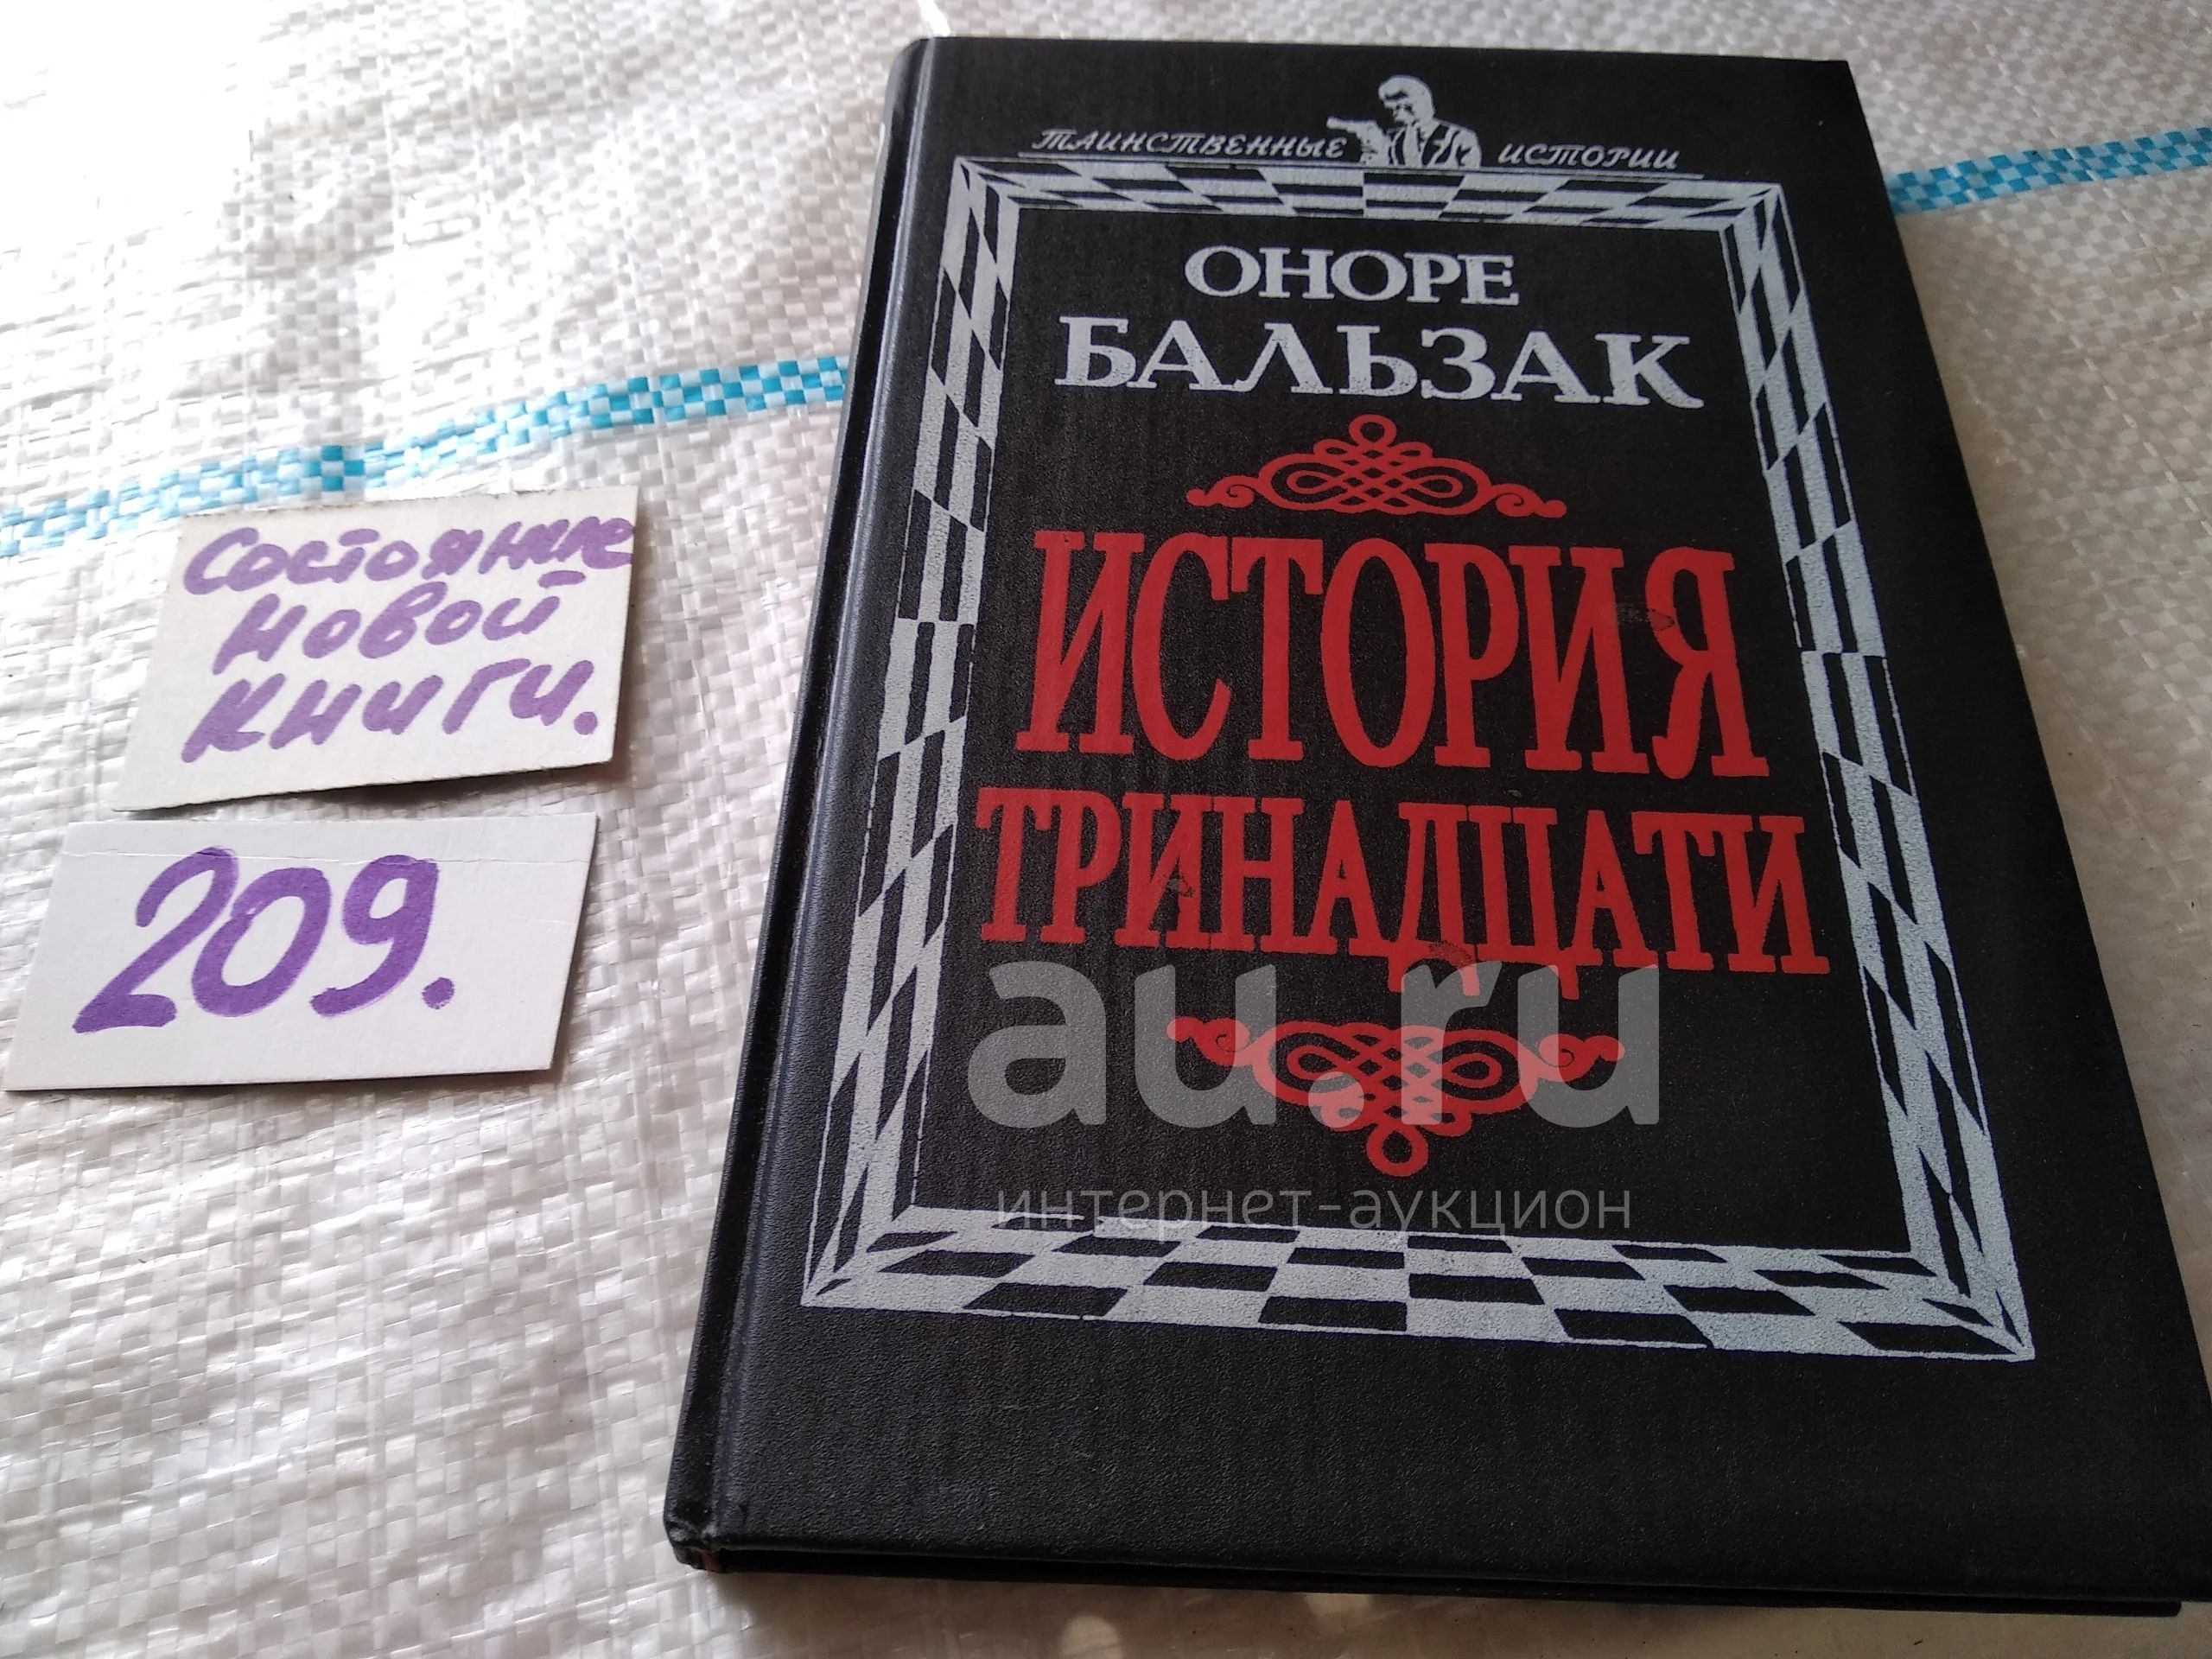 ТАИНСТВЕННЫЕ ИСТОРИИ
ОНОРЕ
БАЛЬЗАК
ИСТОРИЯ
ТРИНАДЦАТИ
Состояние
новой
книги.
209.
au.ru
интернет-аукцион